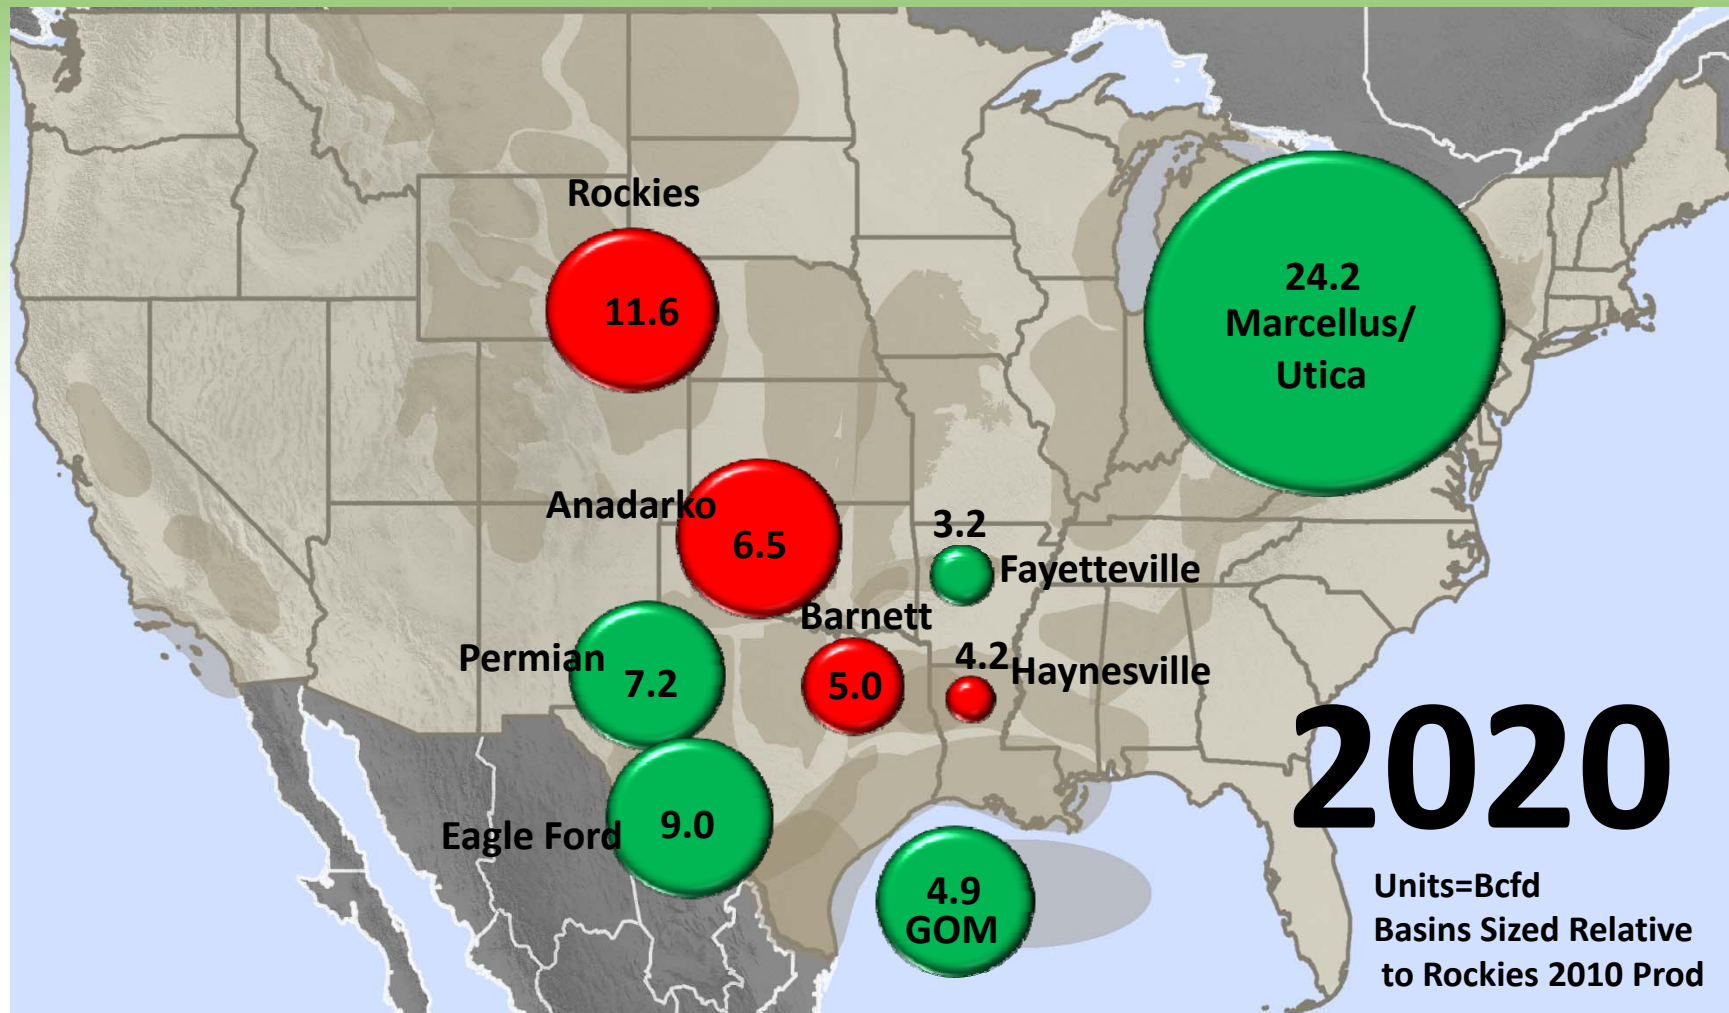 Rockies
11.6
24.2
Marcellus/
Utica
Anadarko
6.5
3.2
Fayetteville
Barnett
5.0
4.2
Haynesville
Permian
7.2
Eagle Ford
9.0
4.9
GOM
2020
Units=Bcfd
Basins Sized Relative
to Rockies 2010 Prod